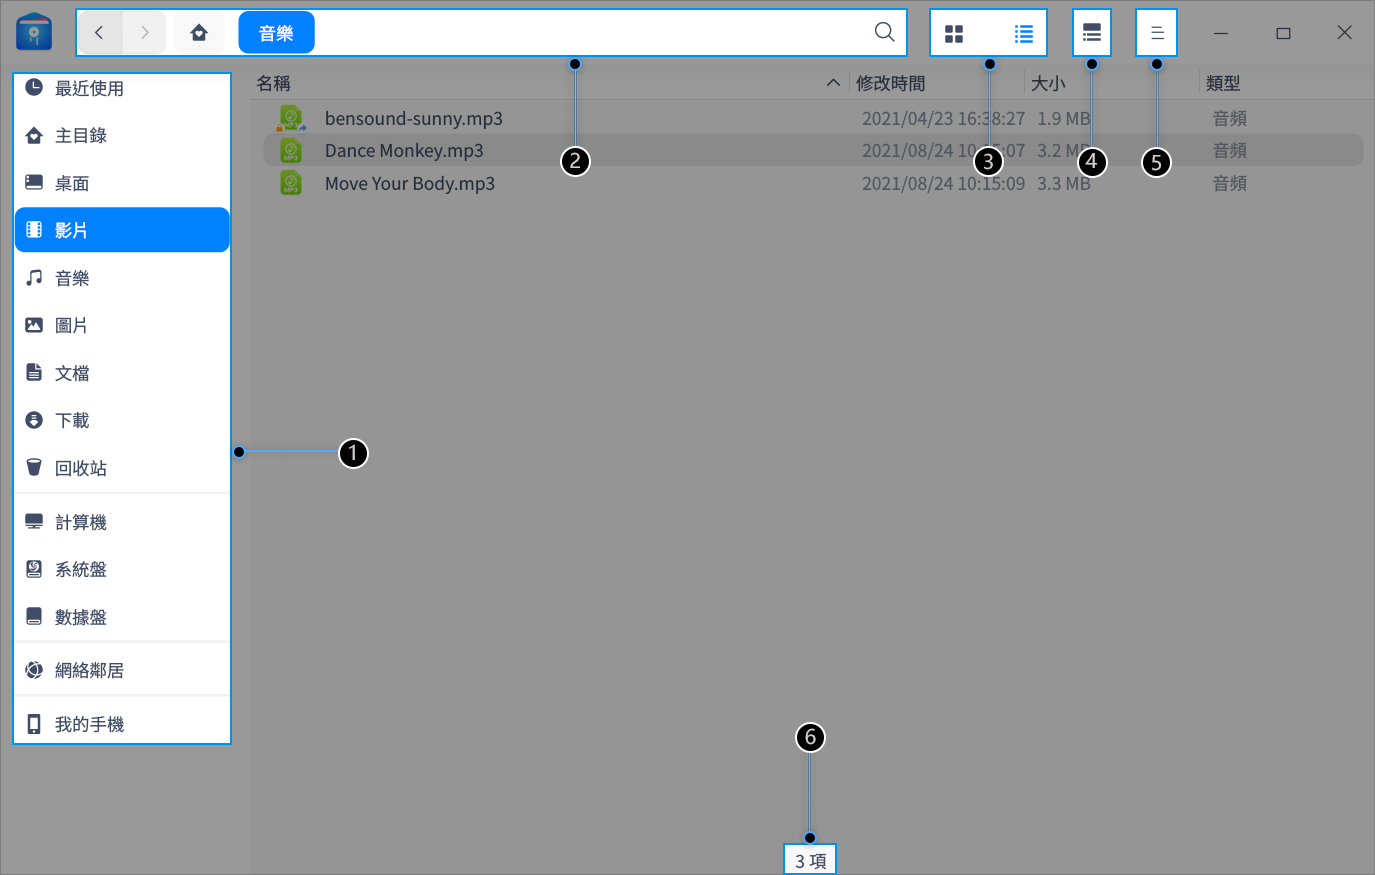 音樂
最近使用
主目錄
桌面
影片
音樂
圖片
文檔
下載
回收站
計算機
系統盤
數據盤
網絡鄰居
我的手機
名稱 修改時間 大小 類型
bensound-sunny.mp3 2021/04/23 16:38:27 1.9 MB 音頻
Dance Monkey.mp3 2021/08/24 10:15:07 3.2 MB 音頻
Move Your Body.mp3 2021/08/24 10:15:09 3.3 MB 音頻
1
2
3
4
5
6
3 項